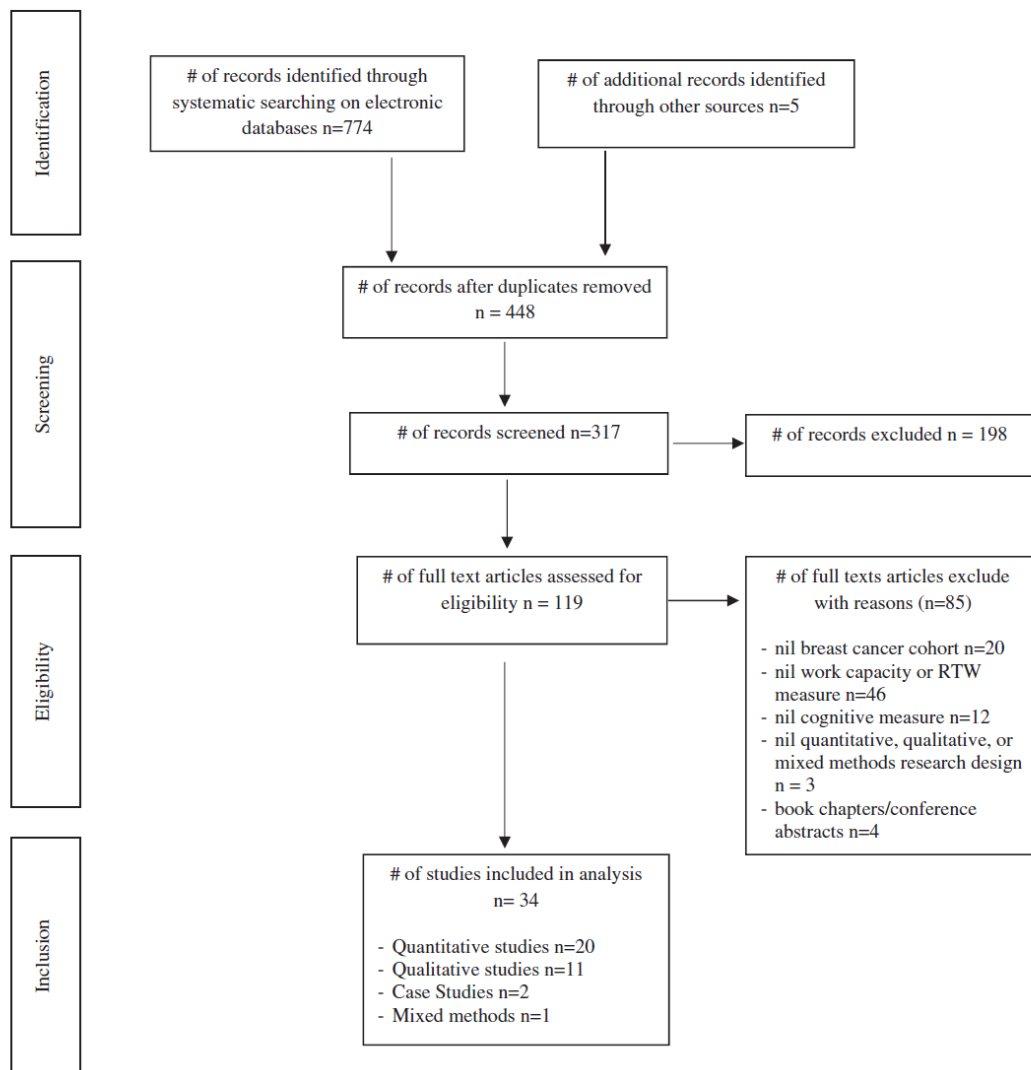 Identification
# of records identified through
systematic searching on electronic
databases n=774
# of additional records identified
through other sources n=5
Screening
# of records after duplicates removed
n = 448
# of records screened n=317
# of records excluded n = 198
Eligibility
# of full text articles assessed for
eligibility n = 119
# of full texts articles exclude
with reasons (n=85)
- nil breast cancer cohort n=20
- nil work capacity or RTW
measure n=46
- nil cognitive measure n=12
- nil quantitative, qualitative, or
mixed methods research design
n = 3
- book chapters/conference
abstracts n=4
Inclusion
# of studies included in analysis
n= 34
- Quantitative studies n=20
- Qualitative studies n=11
- Case Studies n=2
- Mixed methods n=1